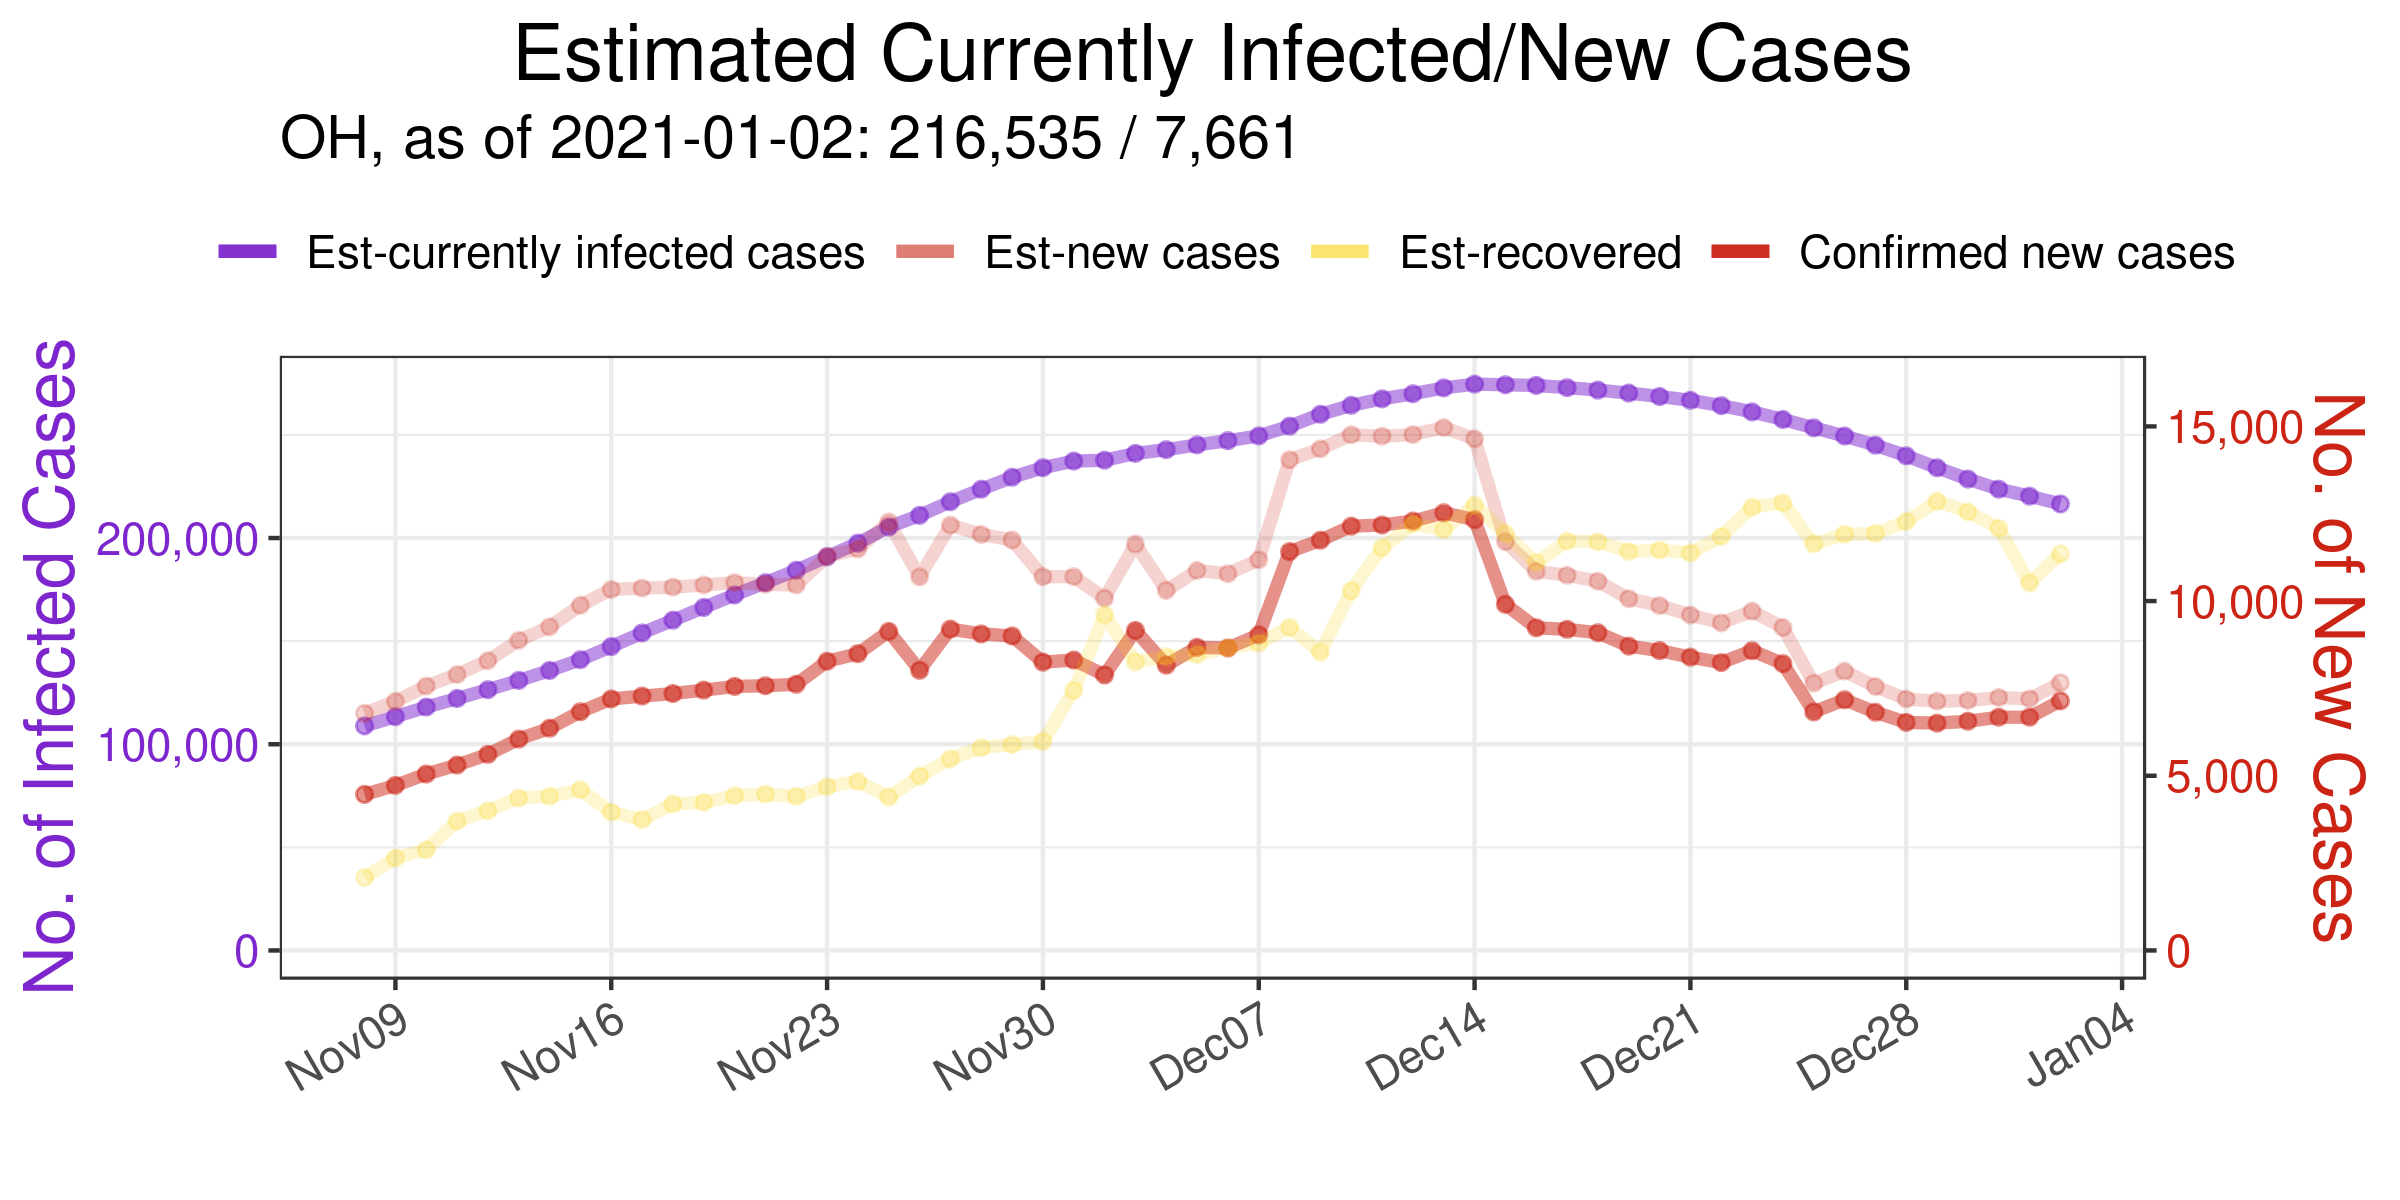 Estimated Currently Infected/New Cases
OH, as of 2021-01-02: 216,535 / 7,661
Est-currently infected cases Est-new cases Est-recovered Confirmed new cases
No. of Infected Cases
200,000
100,000
0
15,000
10,000
5,000
0
No. of New Cases
Nov09 Nov16 Nov23 Nov30 Dec07 Dec14 Dec21 Dec28 Jan04